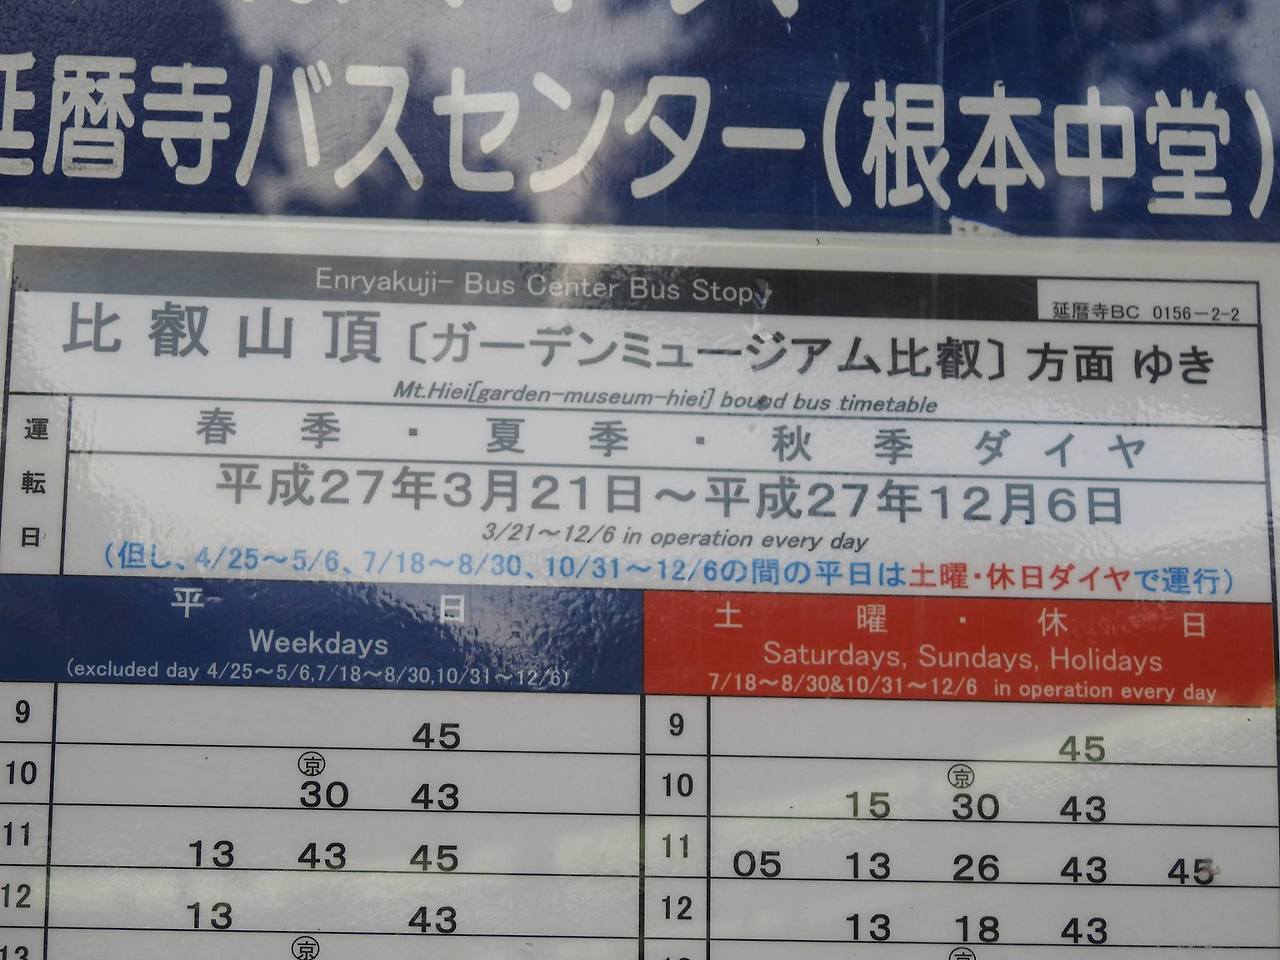 延暦寺バスセンター(根本中堂)
Enryakuji- Bus Center Bus Stop
延暦寺BC 0156-2-2
比叡山頂〔ガーデンミュージアム比叡〕方面 ゆき
Mt.Hiei[garden-museum-hiei] bound bus timetable
運転日
春季・夏季・秋季ダイヤ
平成27年3月21日～平成27年12月6日
3/21～12/6 in operation every day
(但し、4/25～5/6、7/18～8/30、10/31～12/6の間の平日は土曜・休日ダイヤで運行)
平日
Weekdays
(excluded day 4/25～5/6,7/18～8/30,10/31～12/6)
土曜・休日
Saturdays, Sundays, Holidays
7/18～8/30&10/31～12/6 in operation every day
9 45
9 45
㊎京
10 30 43
京
10 15 30 43
11 13 43 45
11 05 13 26 43 45
12 13 43
12 13 18 43
京
13
京